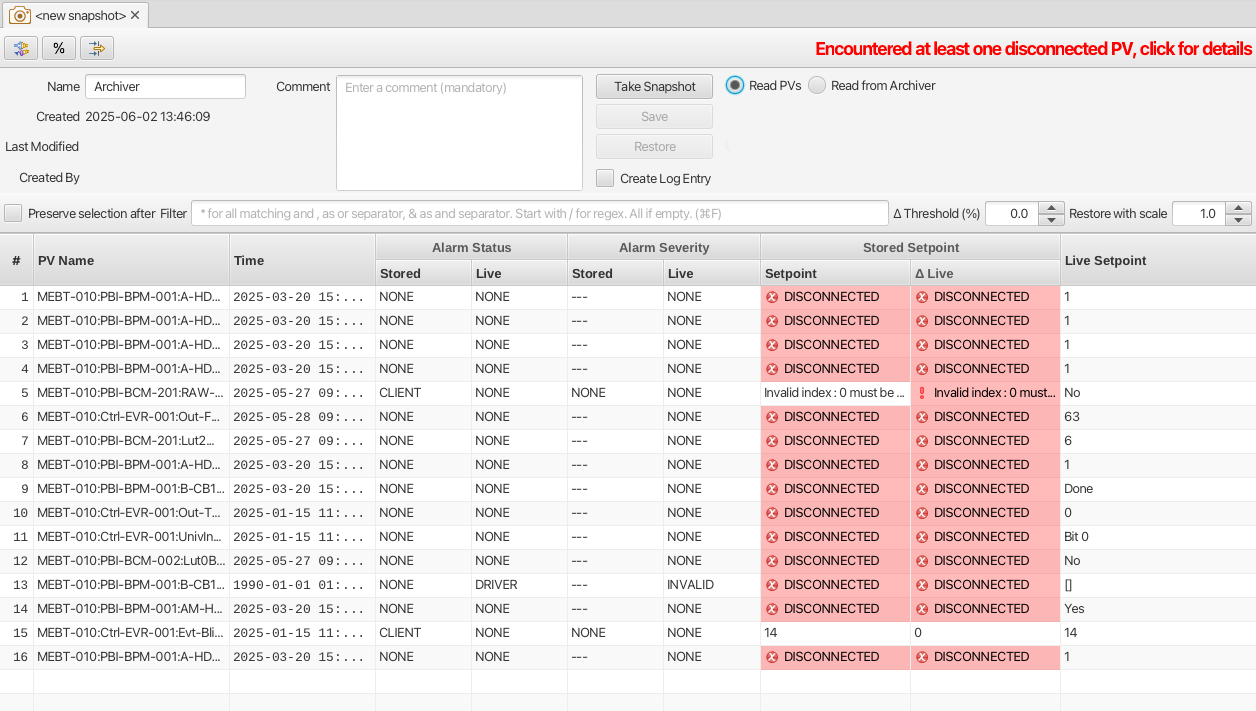 <new snapshot>
%
Encountered at least one disconnected PV, click for details
Name Archiver Comment Enter a comment (mandatory) Take Snapshot Read PVs Read from Archiver
Created 2025-06-02 13:46:09 Save
Last Modified Restore
Created By Create Log Entry
Preserve selection after Filter * for all matching and , as or separator, & as and separator. Start with / for regex. All if empty. (⌘F) Δ Threshold (%) 0.0 Restore with scale 1.0
# PV Name Time Alarm Status Alarm Severity Stored Setpoint Live Setpoint
Stored Live Stored Live Setpoint Δ Live
1 MEBT-010:PBI-BPM-001:A-HD... 2025-03-20 15:... NONE NONE --- NONE DISCONNECTED DISCONNECTED 1
2 MEBT-010:PBI-BPM-001:A-HD... 2025-03-20 15:... NONE NONE --- NONE DISCONNECTED DISCONNECTED 1
3 MEBT-010:PBI-BPM-001:A-HD... 2025-03-20 15:... NONE NONE --- NONE DISCONNECTED DISCONNECTED 1
4 MEBT-010:PBI-BPM-001:A-HD... 2025-03-20 15:... NONE NONE --- NONE DISCONNECTED DISCONNECTED 1
5 MEBT-010:PBI-BCM-201:RAW-... 2025-05-27 09:... CLIENT NONE NONE NONE Invalid index : 0 must be ... Invalid index : 0 must... No
6 MEBT-010:Ctrl-EVR-001:Out-F... 2025-05-28 09:... NONE NONE --- NONE DISCONNECTED DISCONNECTED 63
7 MEBT-010:PBI-BCM-201:Lut2... 2025-05-27 09:... NONE NONE --- NONE DISCONNECTED DISCONNECTED 6
8 MEBT-010:PBI-BPM-001:A-HD... 2025-03-20 15:... NONE NONE --- NONE DISCONNECTED DISCONNECTED 1
9 MEBT-010:PBI-BPM-001:B-CB1... 2025-03-20 15:... NONE NONE --- NONE DISCONNECTED DISCONNECTED Done
10 MEBT-010:Ctrl-EVR-001:Out-T... 2025-01-15 11:... NONE NONE --- NONE DISCONNECTED DISCONNECTED 0
11 MEBT-010:Ctrl-EVR-001:UnivIn... 2025-01-15 11:... NONE NONE --- NONE DISCONNECTED DISCONNECTED Bit 0
12 MEBT-010:PBI-BCM-002:Lut0B... 2025-05-27 09:... NONE NONE --- NONE DISCONNECTED DISCONNECTED No
13 MEBT-010:PBI-BPM-001:B-CB1... 1990-01-01 01:... NONE DRIVER --- INVALID DISCONNECTED DISCONNECTED []
14 MEBT-010:PBI-BPM-001:AM-H... 2025-03-20 15:... NONE NONE --- NONE DISCONNECTED DISCONNECTED Yes
15 MEBT-010:Ctrl-EVR-001:Evt-Bli... 2025-01-15 11:... CLIENT NONE NONE NONE 14 0 14
16 MEBT-010:PBI-BPM-001:A-HD... 2025-03-20 15:... NONE NONE --- NONE DISCONNECTED DISCONNECTED 1